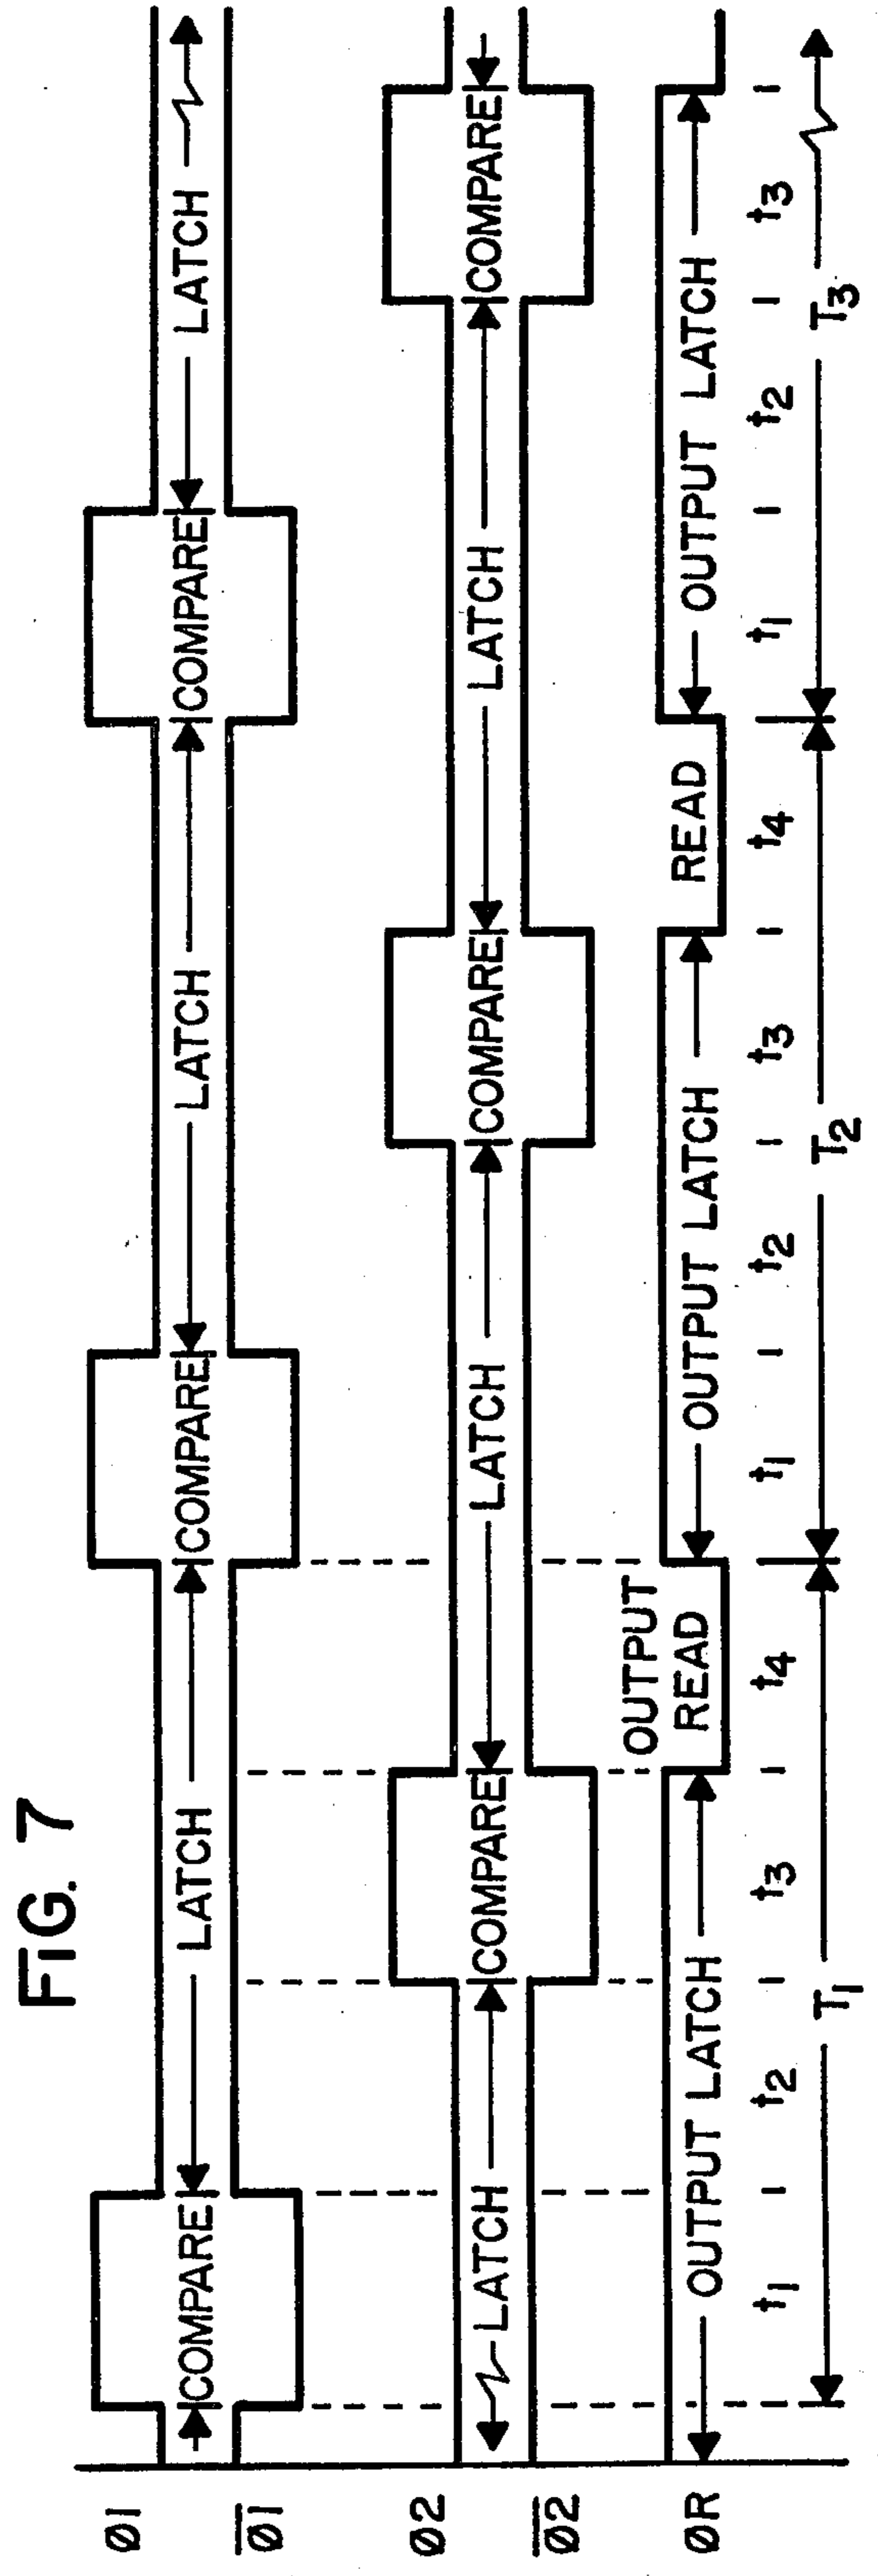 FIG. 7
Ø1 COMPARE LATCH COMPARE LATCH COMPARE LATCH
Ø1
Ø2 LATCH COMPARE LATCH COMPARE LATCH COMPARE
Ø2
OUTPUT
ØR OUTPUT LATCH READ OUTPUT LATCH READ OUTPUT LATCH
t1 t2 t3 t4 t1 t2 t3 t4 t1 t2 t3
T1 T2 T3